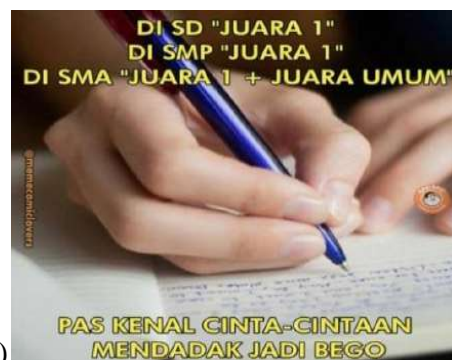 DI SD "JUARA 1"
DI SMP "JUARA 1"
DI SMA "JUARA 1 + JUARA UMUM"
@memecomiclovers
PAS KENAL CINTA-CINTAAN
MENDADAK JADI BEGO